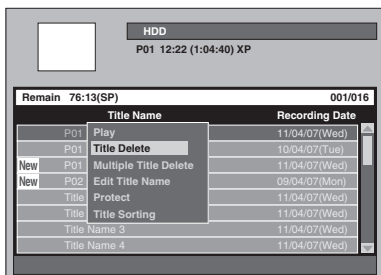 HDD
P01 12:22 (1:04:40) XP
Remain 76:13(SP) 001/016
Title Name Recording Date
P01 Play 11/04/07(Wed)
P01 Title Delete 10/04/07(Tue)
New P01 Multiple Title Delete 11/04/07(Wed)
New P02 Edit Title Name 09/04/07(Mon)
Title Protect 11/04/07(Wed)
Title Title Sorting 11/04/07(Wed)
Title Name 3 11/04/07(Wed)
Title Name 4 11/04/07(Wed)